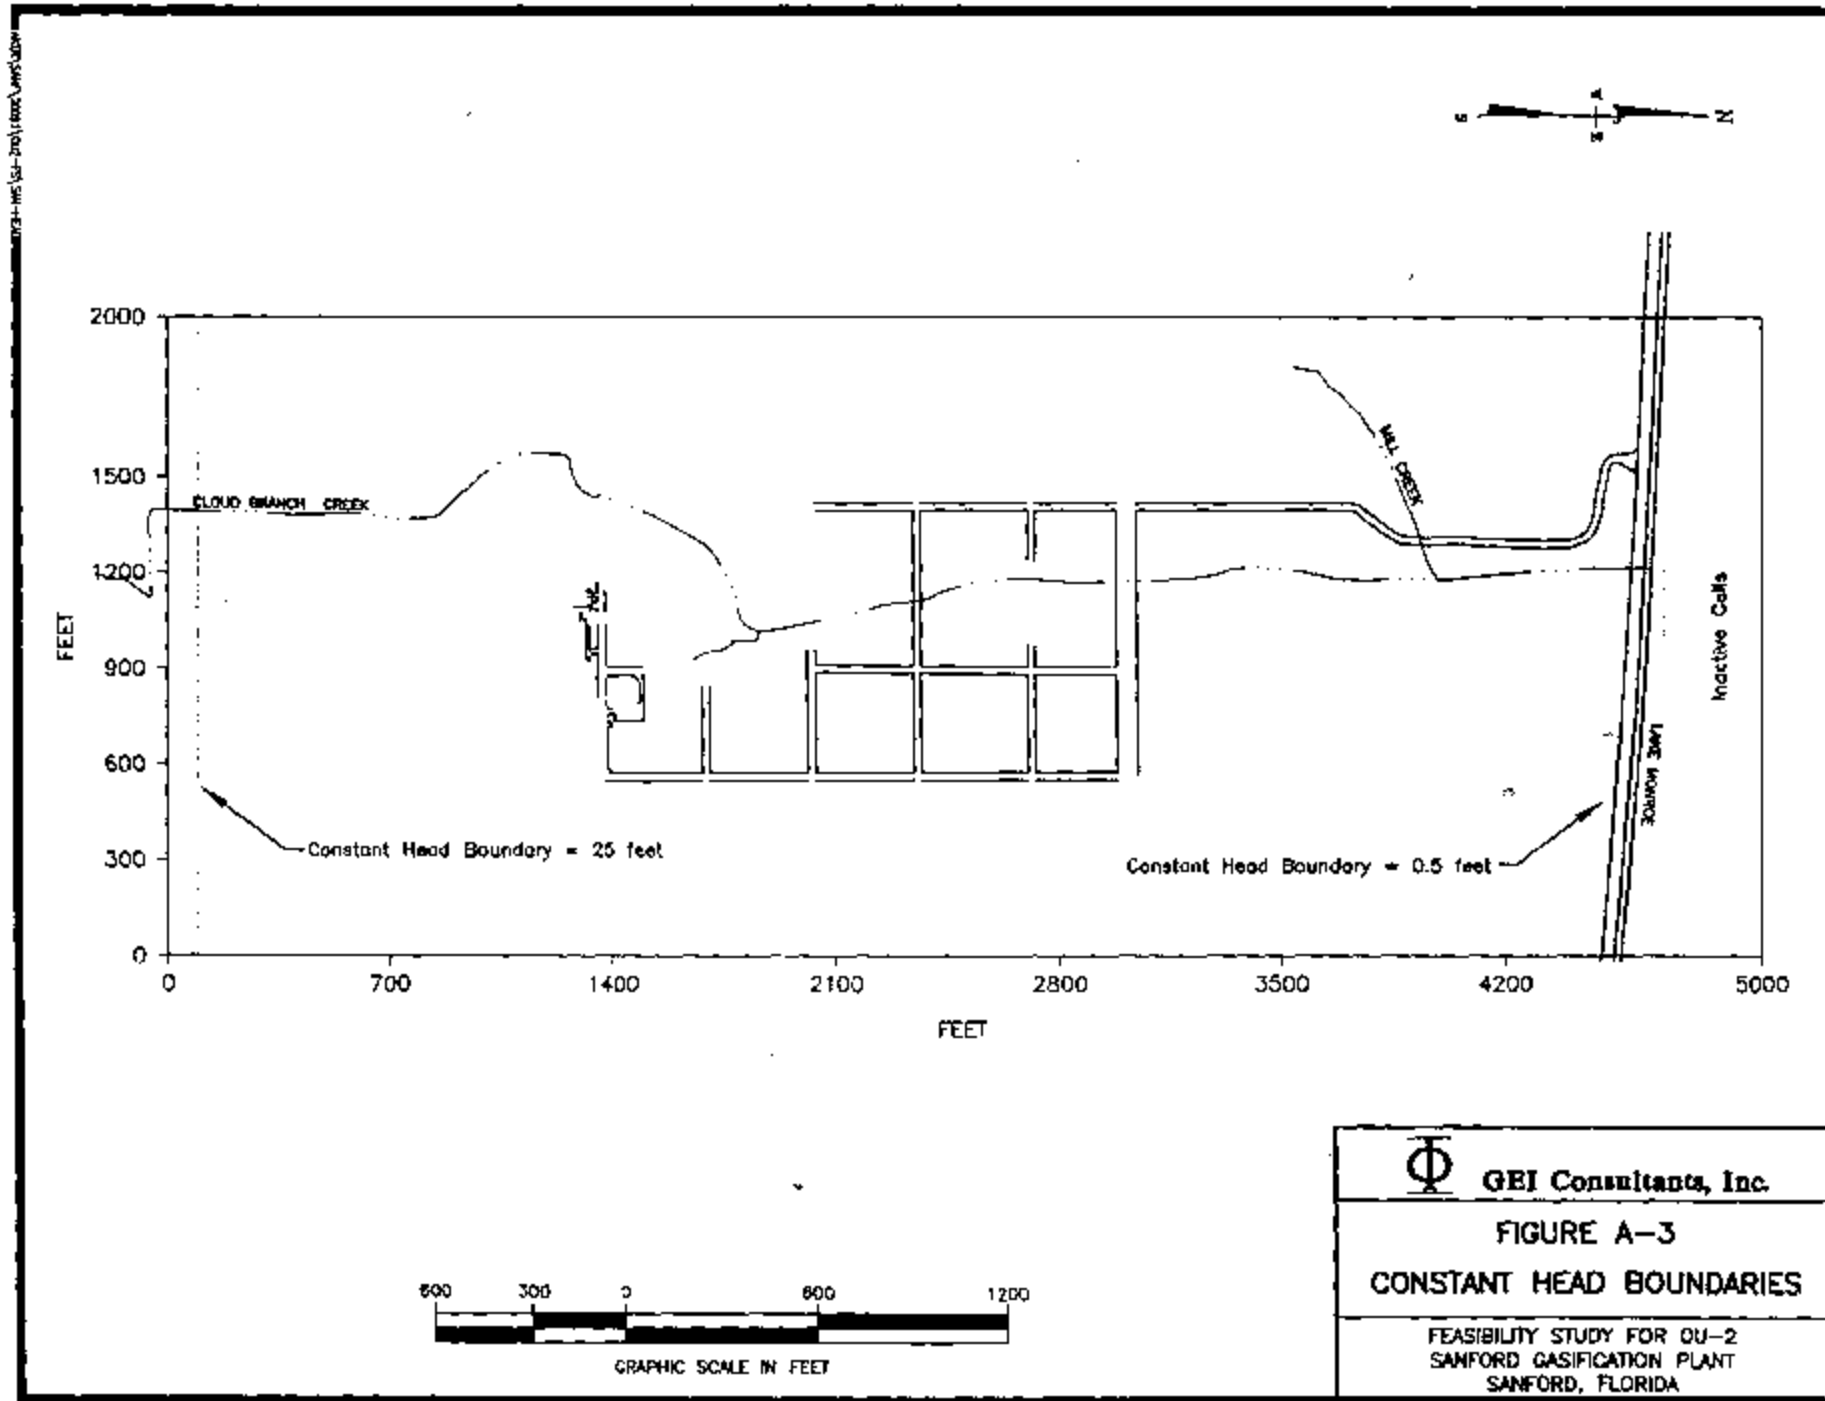 N
2000
1500
1200
900
600
300
0
FEET
CLOUD BRANCH CREEK
MILL CREEK
Inactive Cells
LAKE MONROE
Constant Head Boundary = 25 feet
Constant Head Boundary = 0.5 feet
0 700 1400 2100 2800 3500 4200 5000
FEET
600 300 0 600 1200
GRAPHIC SCALE IN FEET
GEI Consultants, Inc.
FIGURE A-3
CONSTANT HEAD BOUNDARIES
FEASIBILITY STUDY FOR OU-2
SANFORD GASIFICATION PLANT
SANFORD, FLORIDA